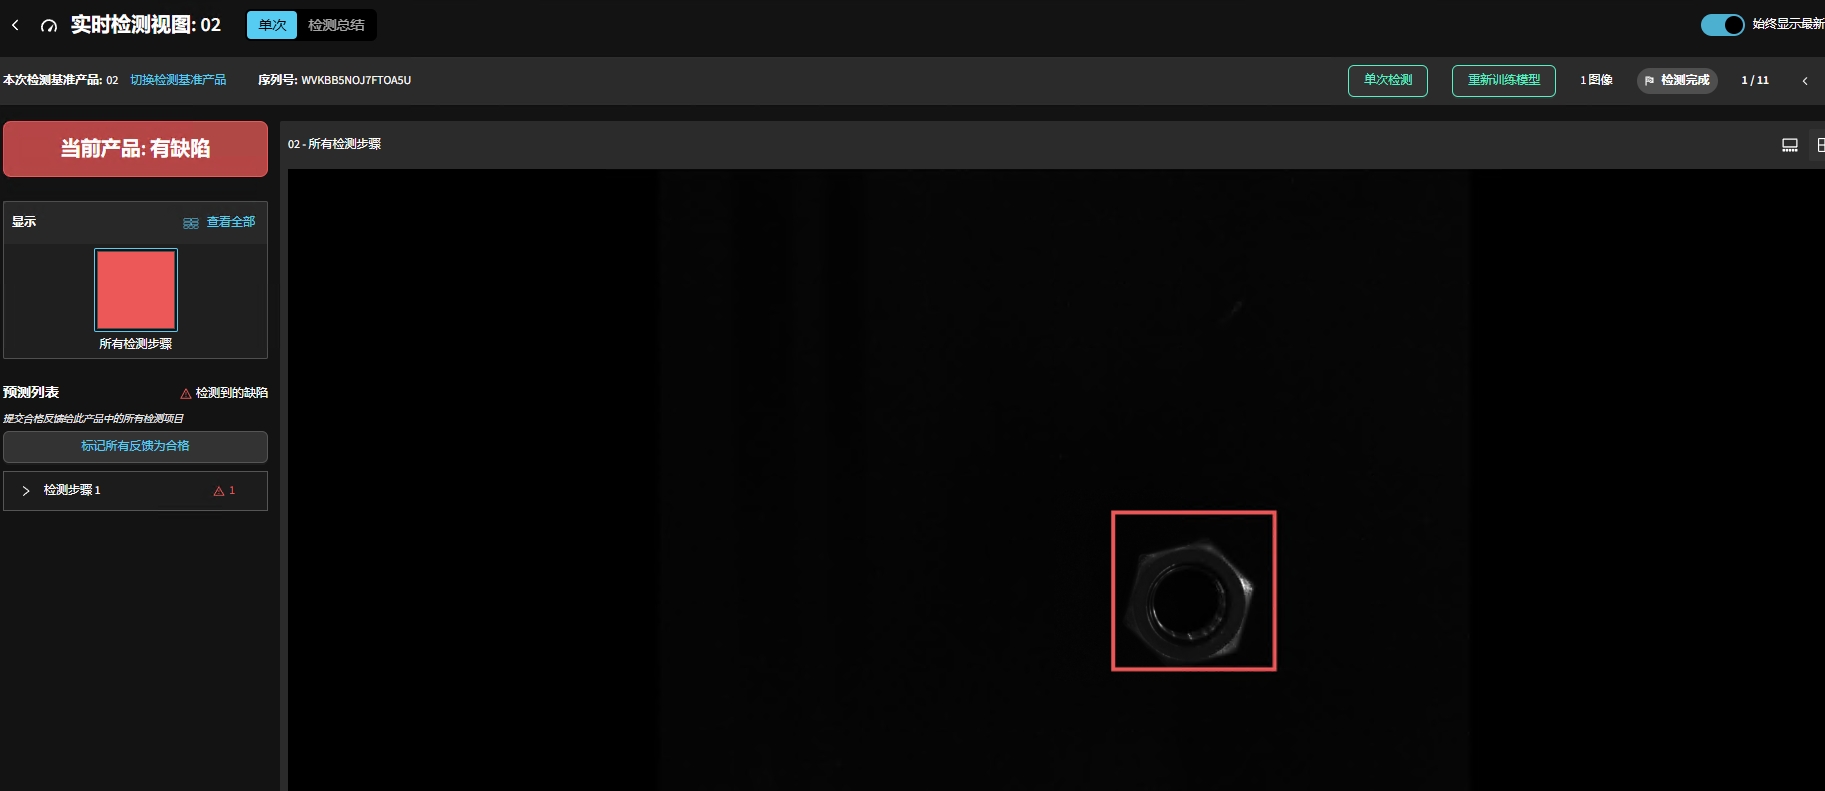 实时检测视图: 02
单次
检测总结
始终显示最新
本次检测基准产品: 02
切换检测基准产品
序列号: WVKBB5NOJ7FTOA5U
单次检测
重新训练模型
1 图像
检测完成
1 / 11
当前产品: 有缺陷
02 - 所有检测步骤
显示
查看全部
所有检测步骤
预测列表
检测到的缺陷
提交合格反馈给此产品中的所有检测项目
标记所有反馈为合格
检测步骤 1
1